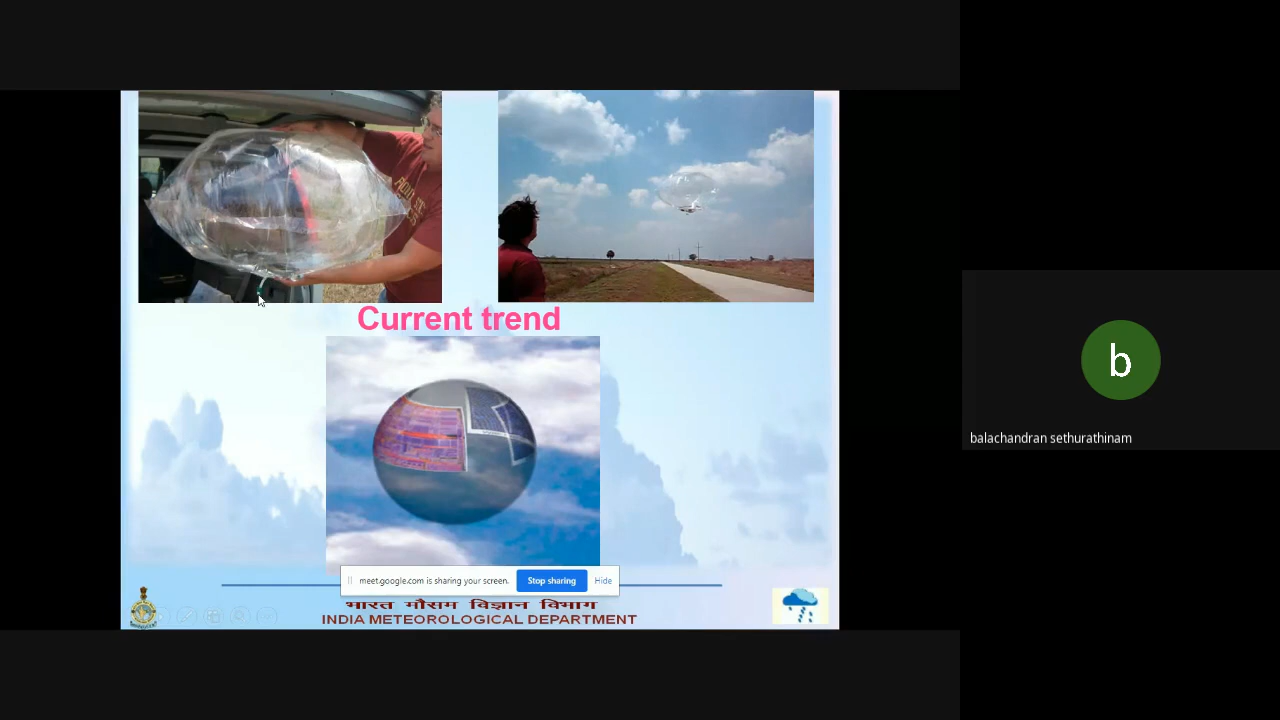 Current trend
meet.google.com is sharing your screen.
Stop sharing
Hide
भारत मौसम विज्ञान विभाग
INDIA METEOROLOGICAL DEPARTMENT
b
balachandran sethurathinam